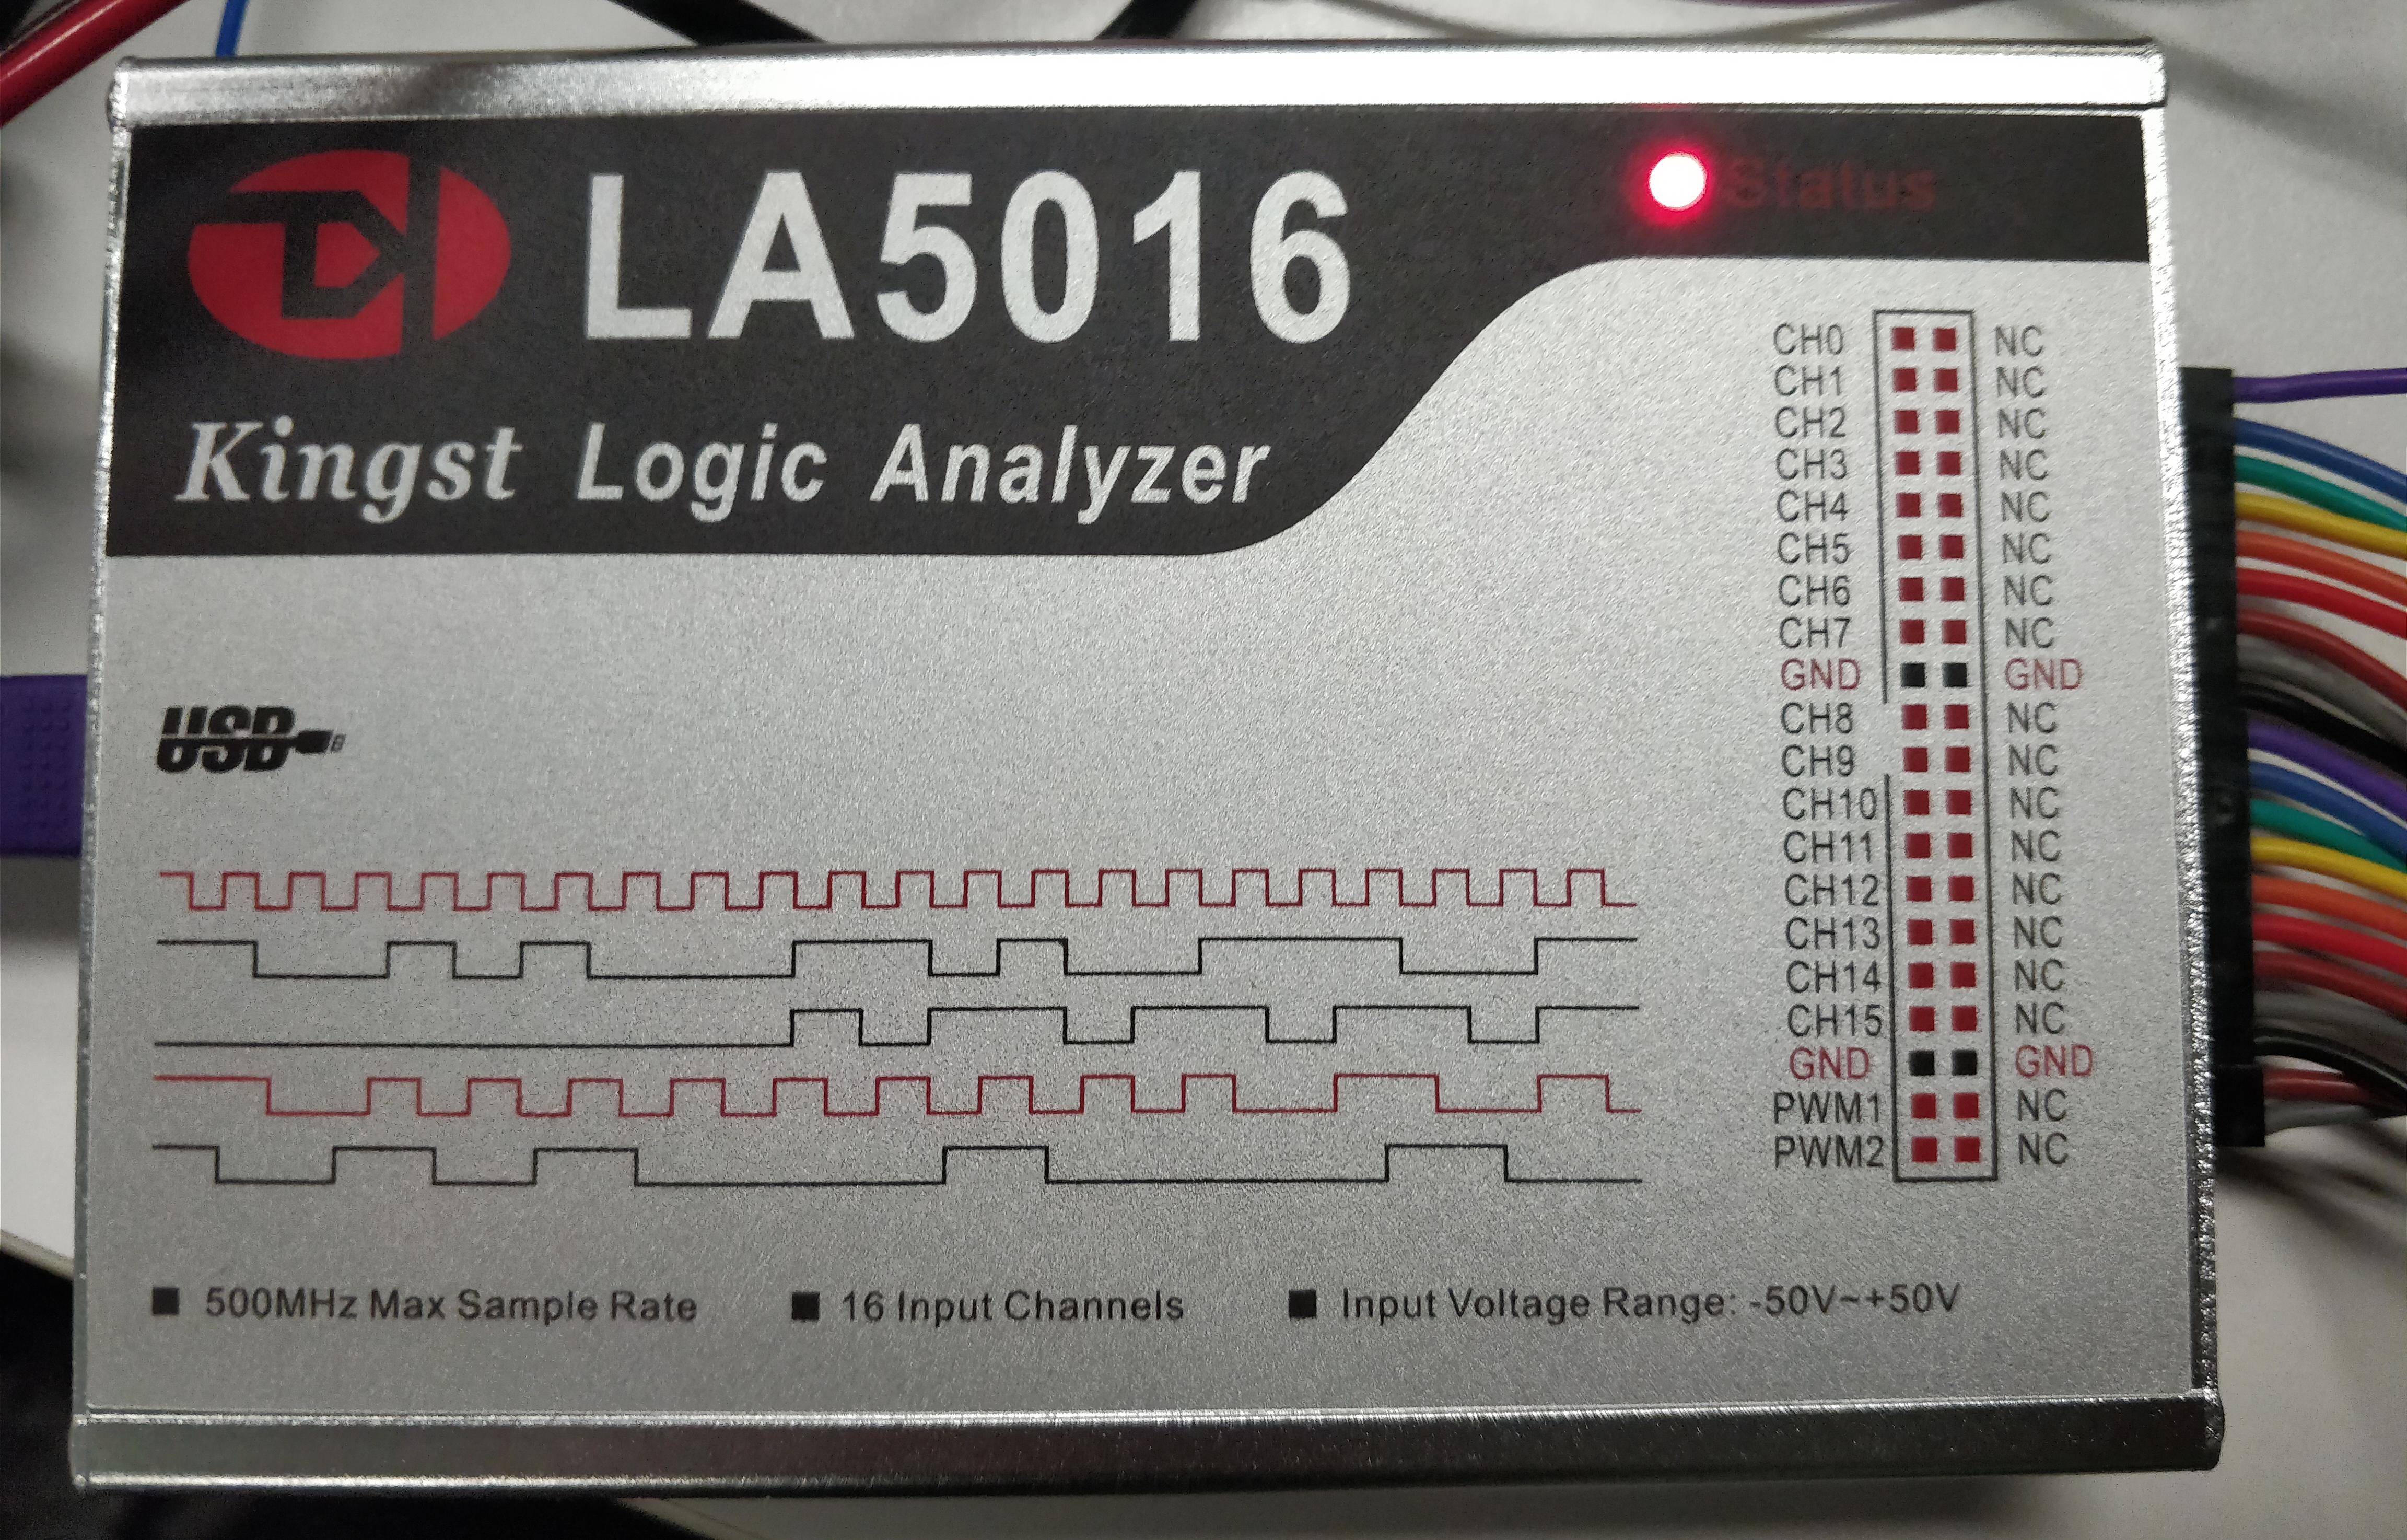 LA5016
Status
Kingst Logic Analyzer
CH0 NC
CH1 NC
CH2 NC
CH3 NC
CH4 NC
CH5 NC
CH6 NC
CH7 NC
GND GND
CH8 NC
CH9 NC
CH10 NC
CH11 NC
CH12 NC
CH13 NC
CH14 NC
CH15 NC
GND GND
PWM1 NC
PWM2 NC
USB
■ 500MHz Max Sample Rate ■ 16 Input Channels ■ Input Voltage Range: -50V~+50V